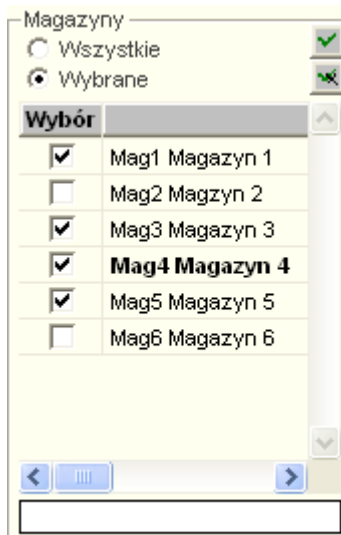 Magazyny
Wszystkie
Wybrane
Wybór
Mag1 Magazyn 1
Mag2 Magzyn 2
Mag3 Magazyn 3
Mag4 Magazyn 4
Mag5 Magazyn 5
Mag6 Magazyn 6